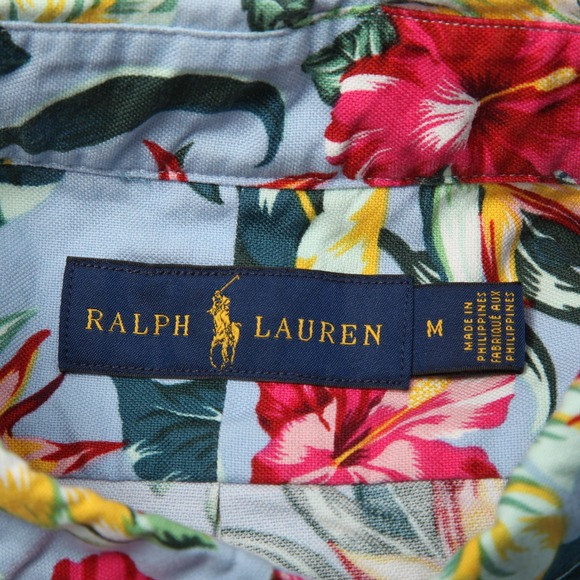 RALPH LAUREN
M
MADE IN
PHILIPPINES
FABRIQUÉ AUX
PHILIPPINES